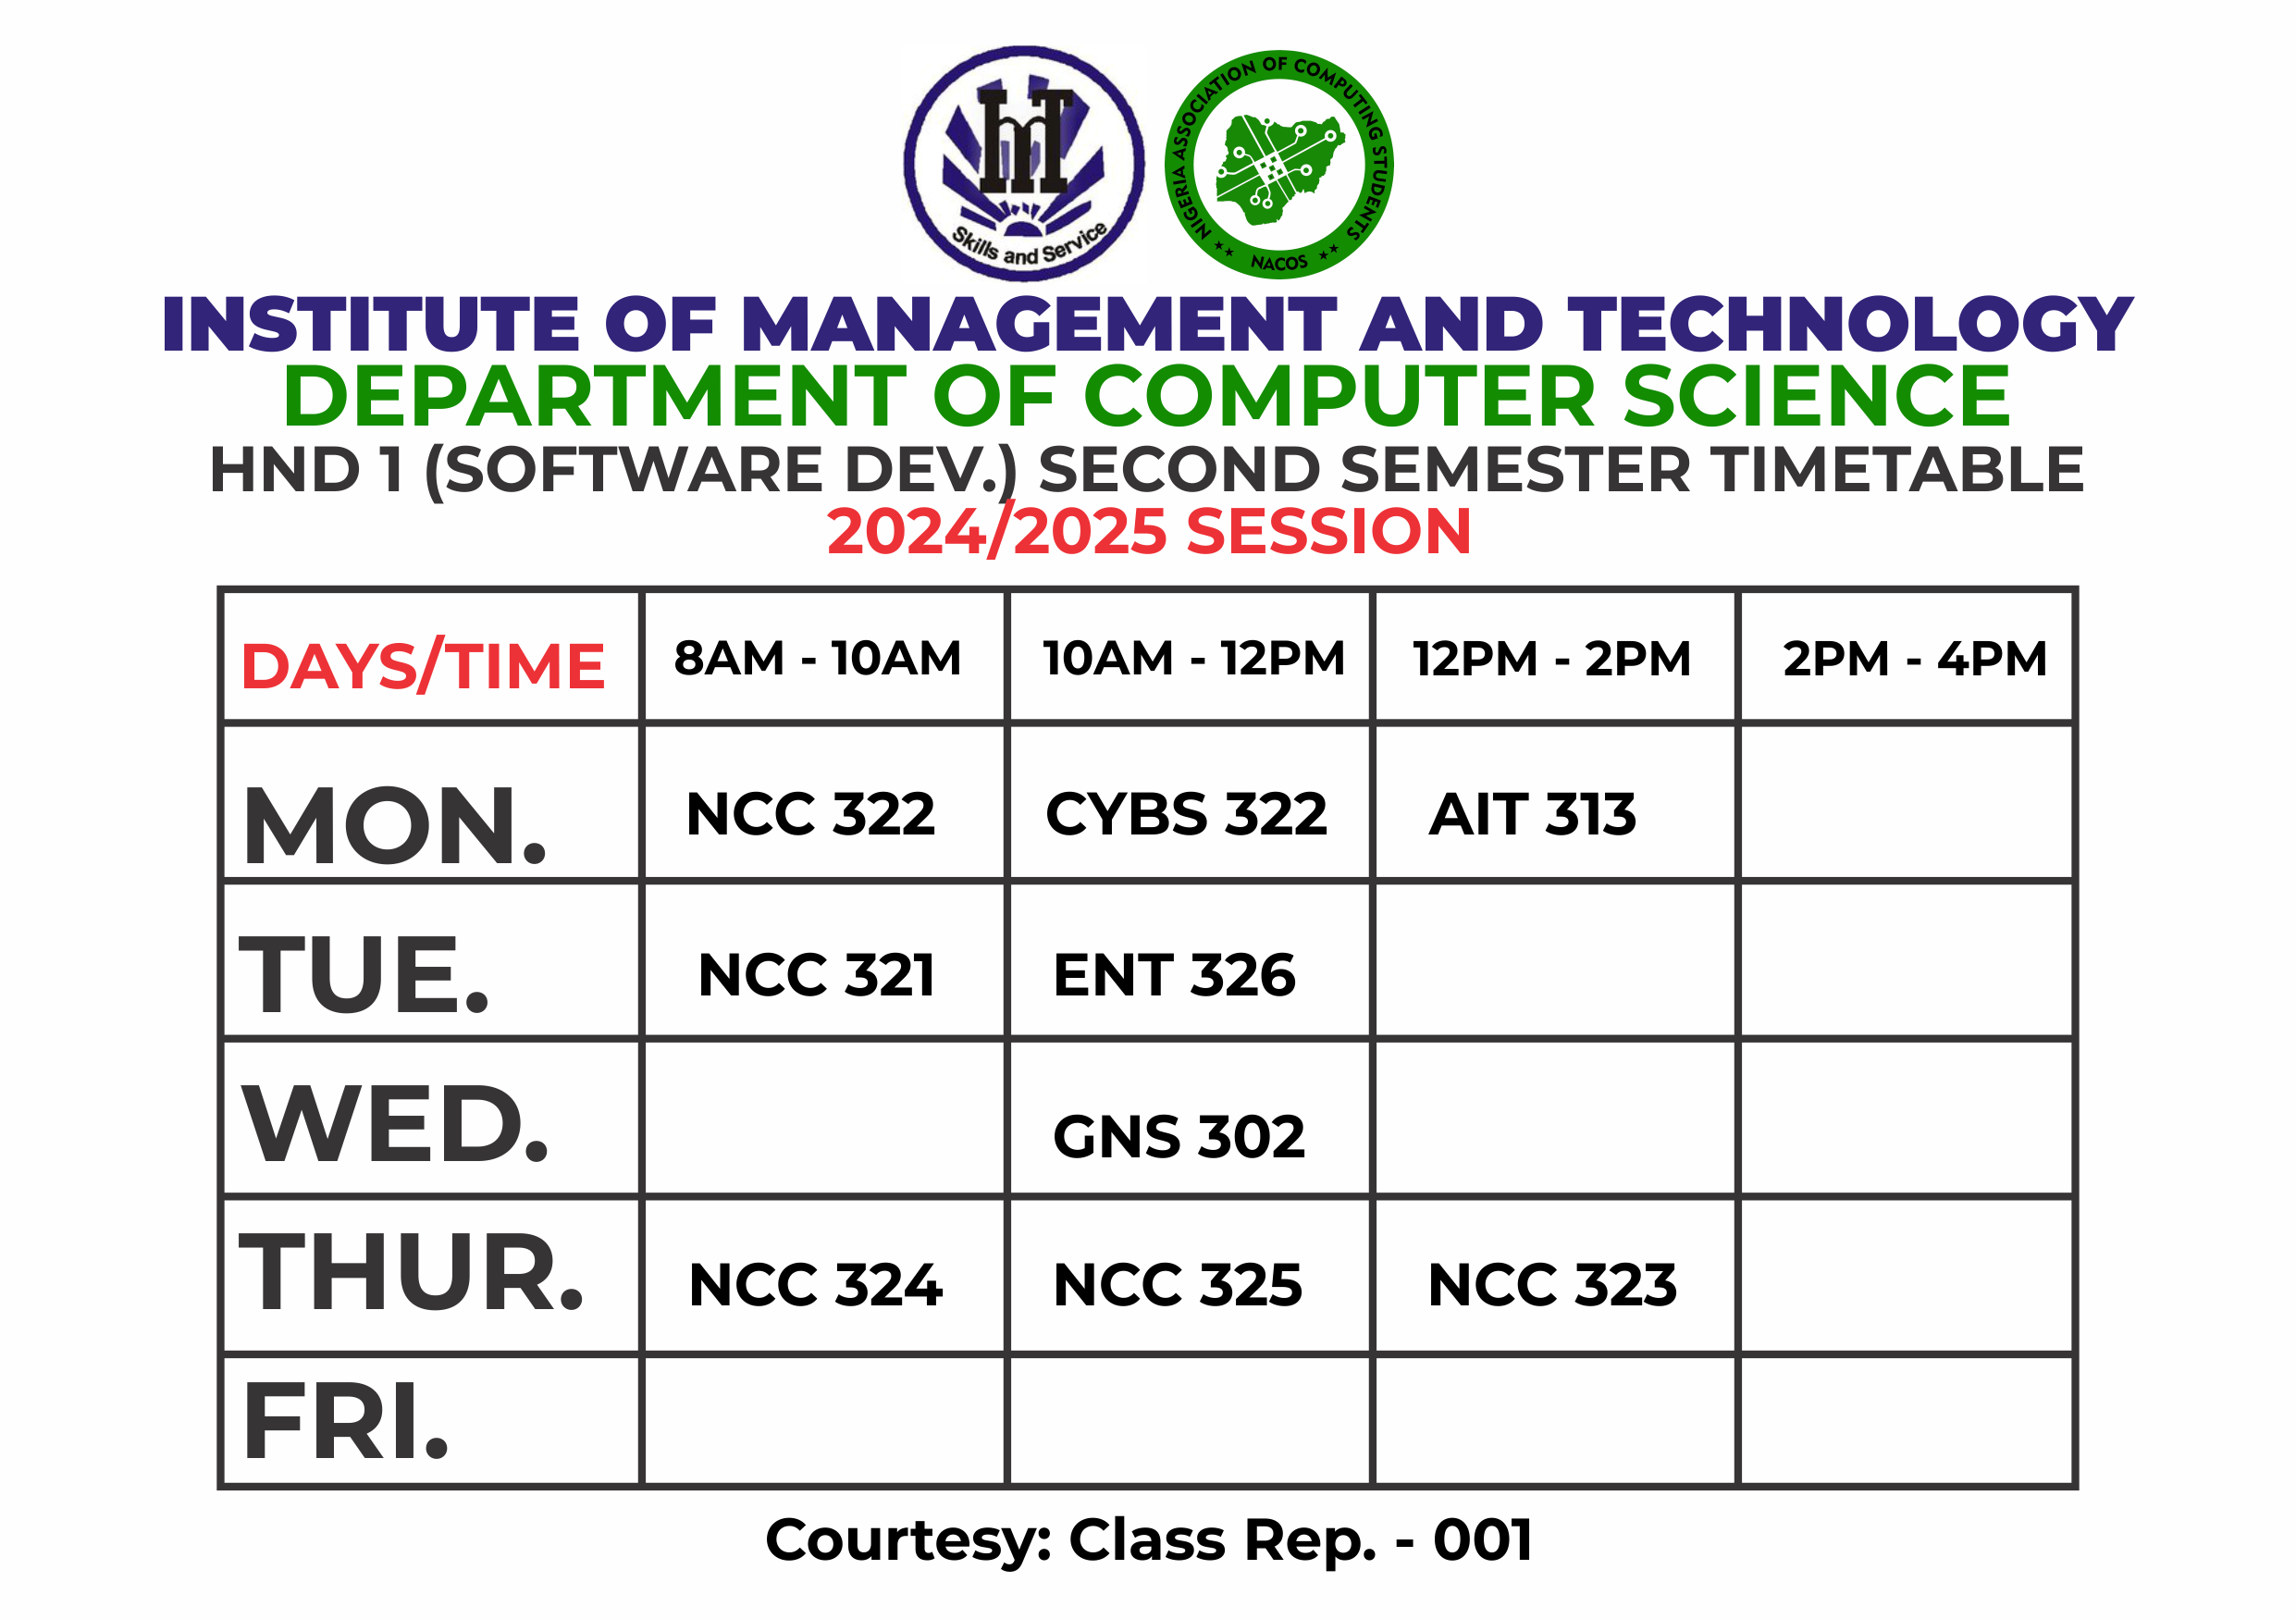 Skills and Service
NIGERIA ASSOCIATION OF COMPUTING STUDENTS
NACOS
INSTITUTE OF MANAGEMENT AND TECHNOLOGY
DEPARTMENT OF COMPUTER SCIENCE
HND 1 (SOFTWARE DEV.) SECOND SEMESTER TIMETABLE
2024/2025 SESSION
DAYS/TIME 8AM - 10AM 10AM - 12PM 12PM - 2PM 2PM - 4PM
MON. NCC 322 CYBS 322 AIT 313
TUE. NCC 321 ENT 326
WED. GNS 302
THUR. NCC 324 NCC 325 NCC 323
FRI.
Courtesy: Class Rep. - 001